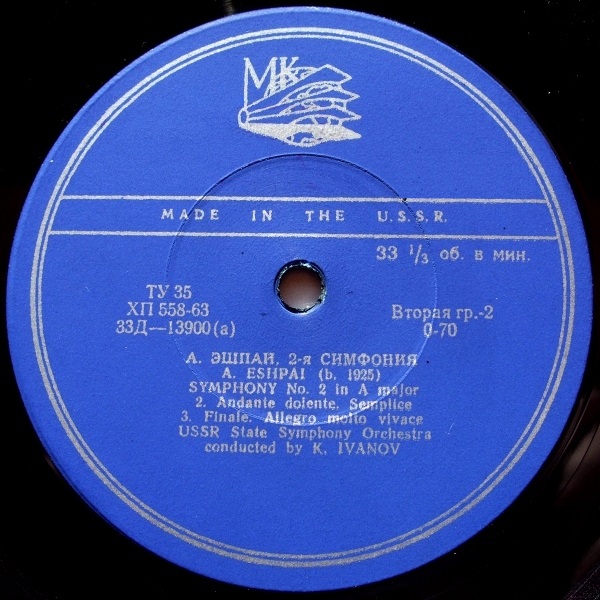 МК
MADE IN THE U.S.S.R.
33 1/3 об. в мин.
ТУ 35
ХП 558-63
33Д—13900(а)
Вторая гр.-2
0-70
А. ЭШПАЙ, 2-я СИМФОНИЯ
A. ESHPAI (b. 1925)
SYMPHONY No. 2 in A major
2. Andante dolente. Semplice
3. Finale. Allegro molto vivace
USSR State Symphony Orchestra
conducted by K. IVANOV